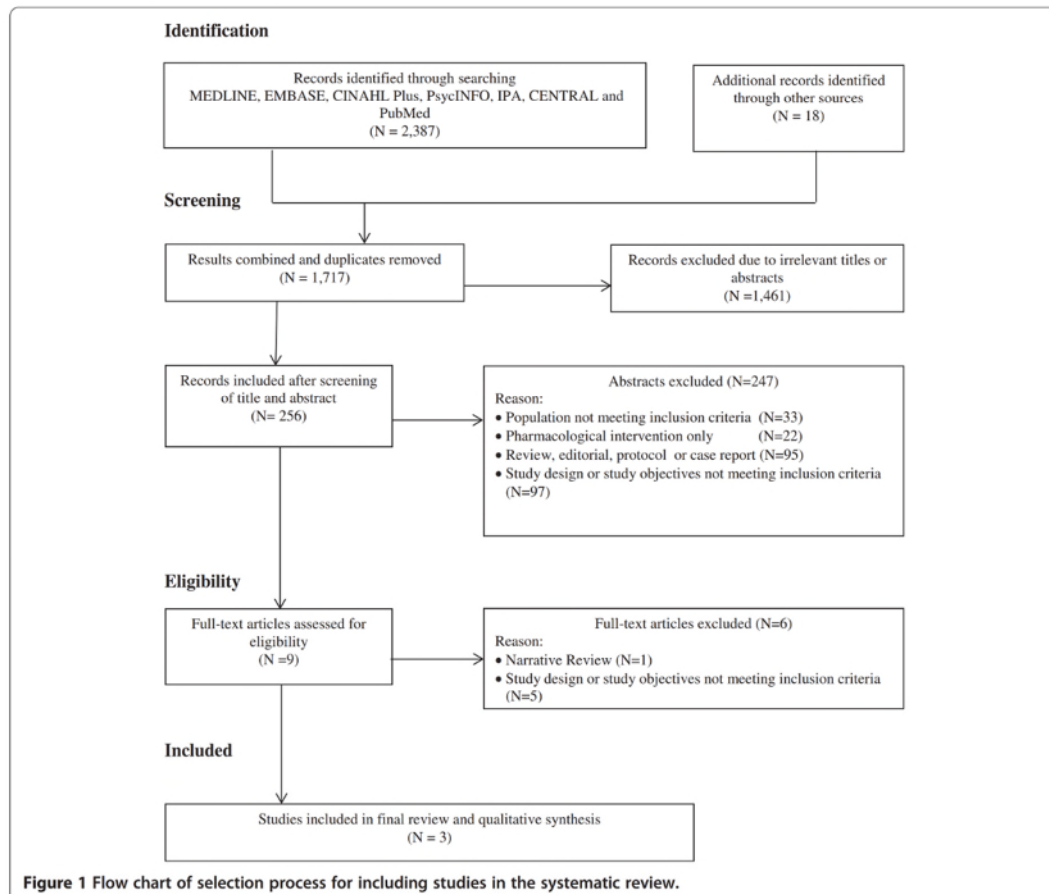 Identification
Records identified through searching
MEDLINE, EMBASE, CINAHL Plus, PsycINFO, IPA, CENTRAL and
PubMed
(N = 2,387)
Additional records identified
through other sources
(N = 18)
Screening
Results combined and duplicates removed
(N = 1,717)
Records excluded due to irrelevant titles or
abstracts
(N =1,461)
Records included after screening
of title and abstract
(N= 256)
Abstracts excluded (N=247)
Reason:
• Population not meeting inclusion criteria (N=33)
• Pharmacological intervention only (N=22)
• Review, editorial, protocol or case report (N=95)
• Study design or study objectives not meeting inclusion criteria
(N=97)
Eligibility
Full-text articles assessed for
eligibility
(N =9)
Full-text articles excluded (N=6)
Reason:
• Narrative Review (N=1)
• Study design or study objectives not meeting inclusion criteria
(N=5)
Included
Studies included in final review and qualitative synthesis
(N = 3)
Figure 1 Flow chart of selection process for including studies in the systematic review.